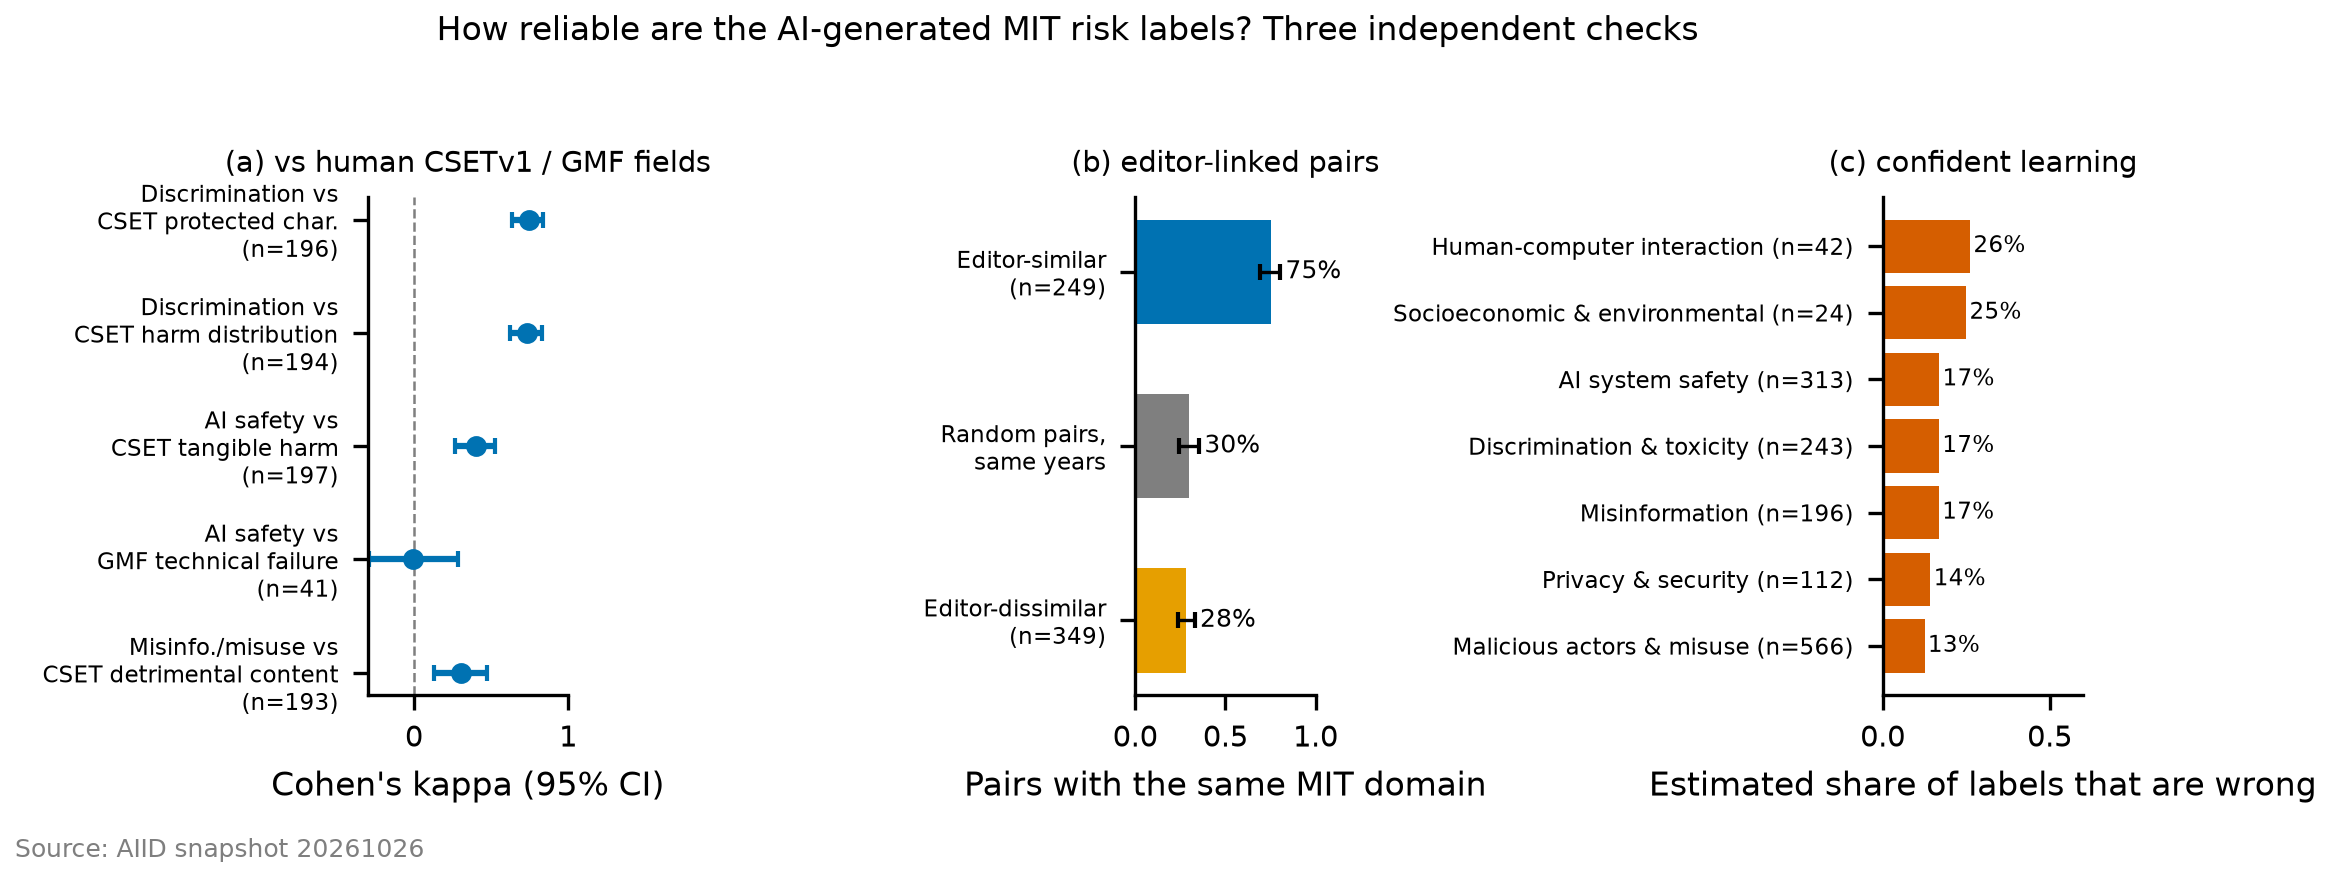 How reliable are the AI-generated MIT risk labels? Three independent checks
(a) vs human CSETv1 / GMF fields
Discrimination vs
CSET protected char.
(n=196)
Discrimination vs
CSET harm distribution
(n=194)
AI safety vs
CSET tangible harm
(n=197)
AI safety vs
GMF technical failure
(n=41)
Misinfo./misuse vs
CSET detrimental content
(n=193)
0 1
Cohen's kappa (95% CI)
(b) editor-linked pairs
Editor-similar
(n=249)
75%
Random pairs,
same years
30%
Editor-dissimilar
(n=349)
28%
0.0 0.5 1.0
Pairs with the same MIT domain
(c) confident learning
Human-computer interaction (n=42) 26%
Socioeconomic & environmental (n=24) 25%
AI system safety (n=313) 17%
Discrimination & toxicity (n=243) 17%
Misinformation (n=196) 17%
Privacy & security (n=112) 14%
Malicious actors & misuse (n=566) 13%
0.0 0.5
Estimated share of labels that are wrong
Source: AIID snapshot 20261026